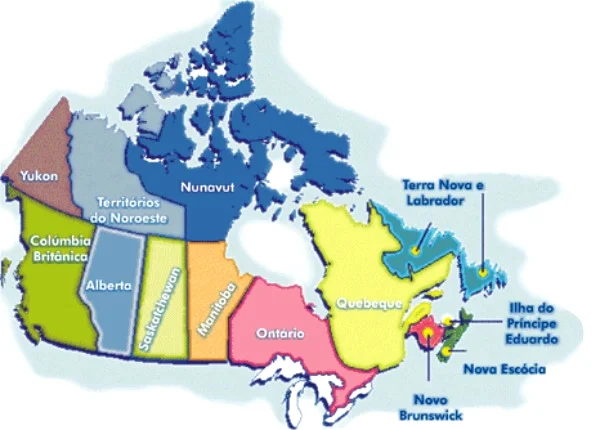 Yukon
Territórios
do Noroeste
Nunavut
Terra Nova e
Labrador
Colúmbia
Britânica
Alberta
Saskatchewan
Manitoba
Ontário
Quebeque
Ilha do
Príncipe
Eduardo
Nova Escócia
Novo
Brunswick